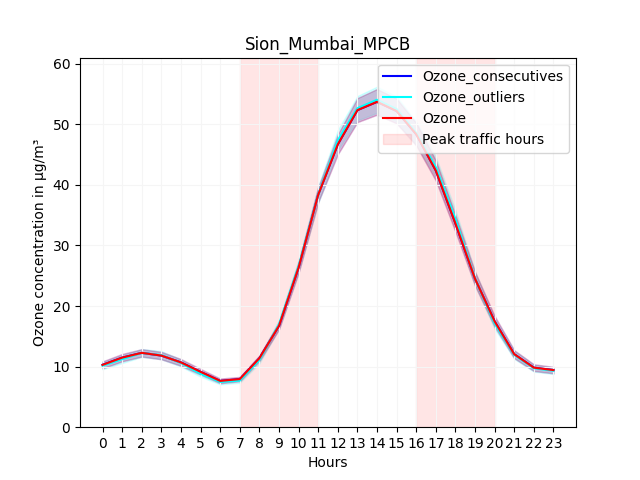 Sion_Mumbai_MPCB
Ozone concentration in µg/m³
60
50
40
30
20
10
0
Ozone_consecutives
Ozone_outliers
Ozone
Peak traffic hours
0 1 2 3 4 5 6 7 8 9 10 11 12 13 14 15 16 17 18 19 20 21 22 23
Hours